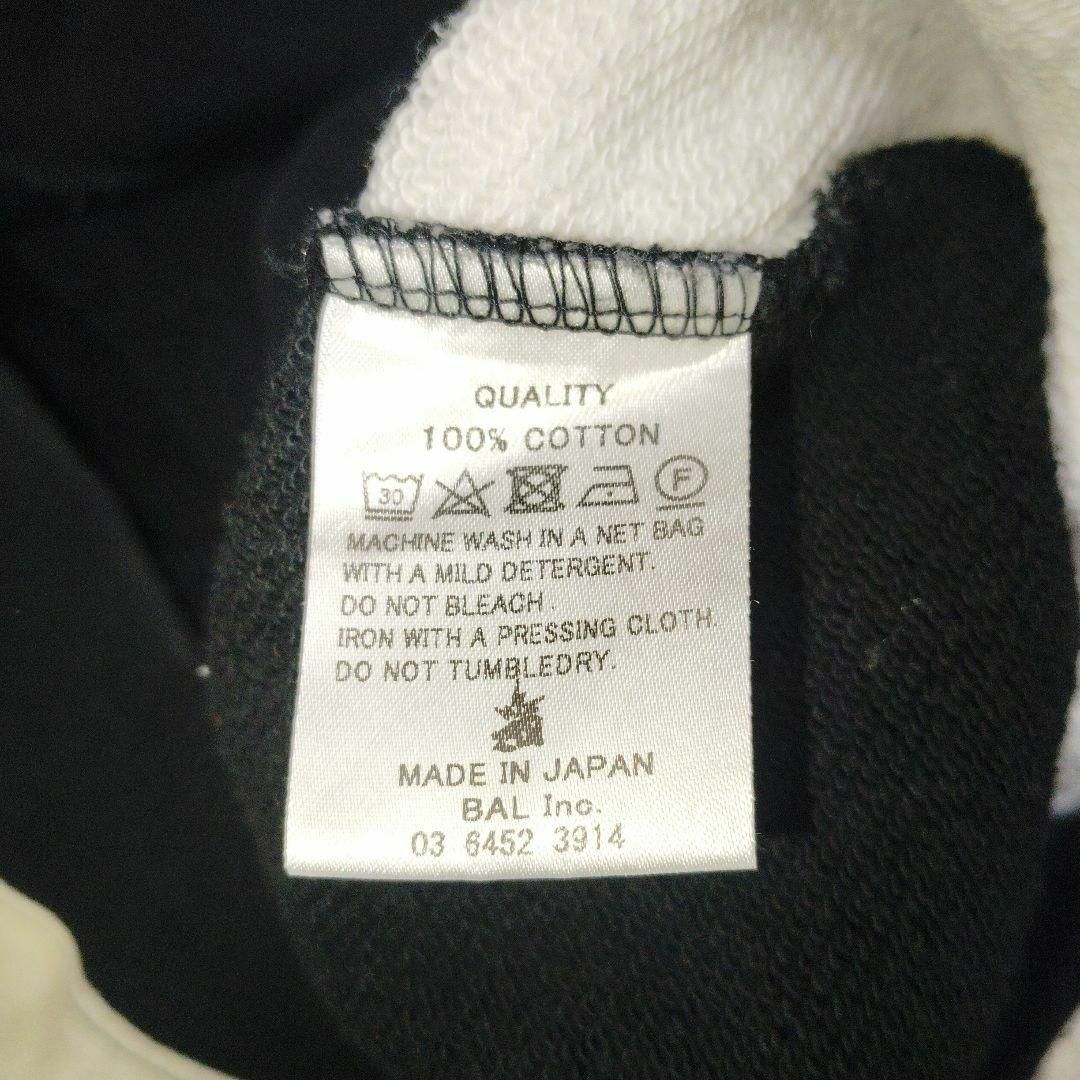 QUALITY
100% COTTON
30 F
MACHINE WASH IN A NET BAG
WITH A MILD DETERGENT.
DO NOT BLEACH.
IRON WITH A PRESSING CLOTH.
DO NOT TUMBLEDRY.
MADE IN JAPAN
BAL Inc.
03 6452 3914